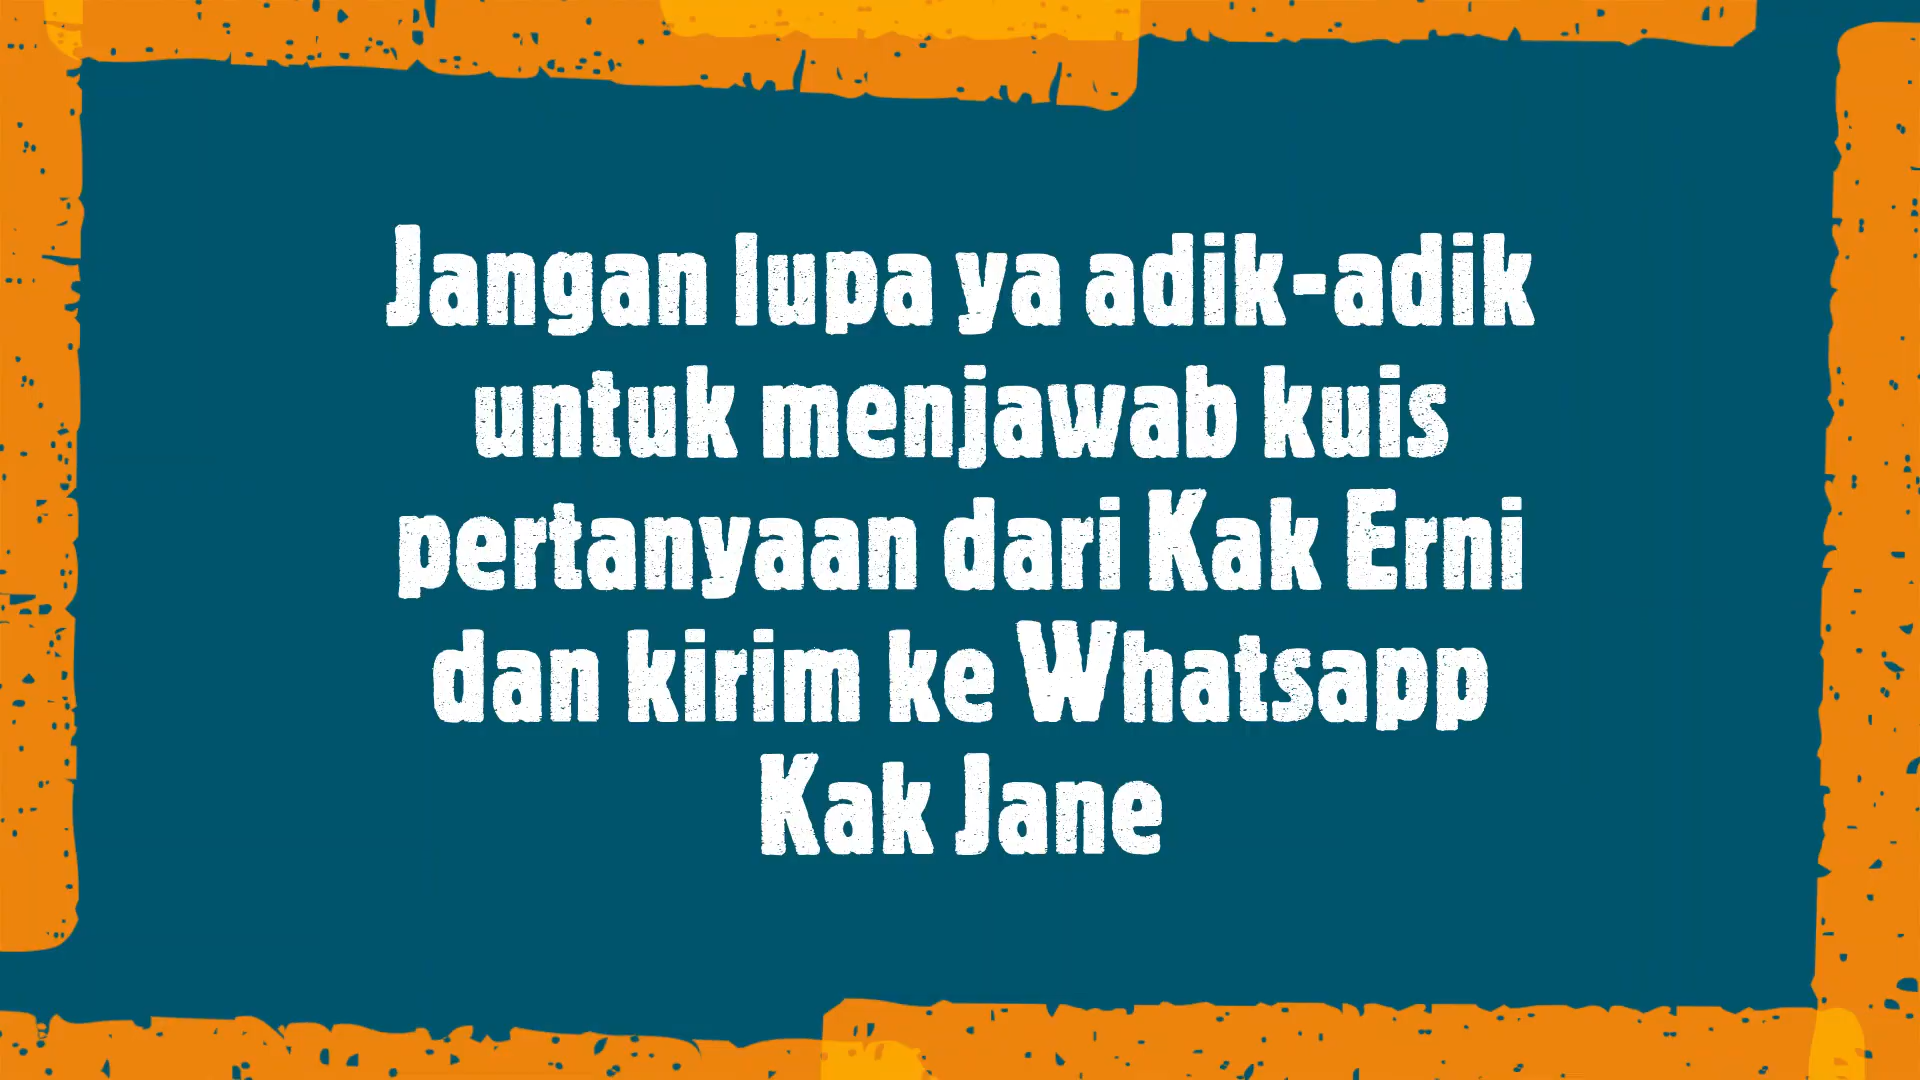 Jangan lupa ya adik-adik
untuk menjawab kuis
pertanyaan dari Kak Erni
dan kirim ke Whatsapp
Kak Jane